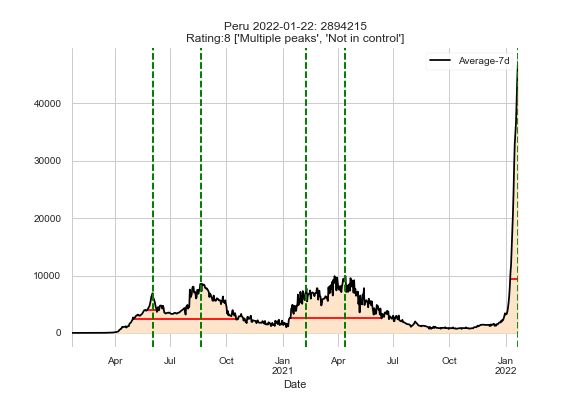 Peru 2022-01-22: 2894215
Rating:8 ['Multiple peaks', 'Not in control']
Average-7d
40000
30000
20000
10000
0
Apr
Jul
Oct
Jan
2021
Apr
Jul
Oct
Jan
2022
Date